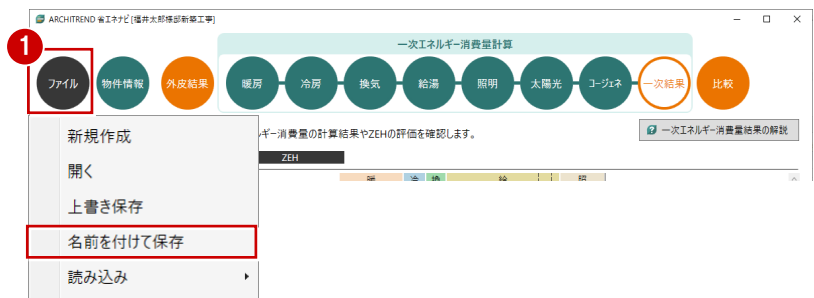 ARCHITREND 省エネナビ [福井太郎様邸新築工事]
一次エネルギー消費量計算
1
ファイル 物件情報 外皮結果 暖房 冷房 換気 給湯 照明 太陽光 コージェネ 一次結果 比較
ギー消費量の計算結果やZEHの評価を確認します。
一次エネルギー消費量結果の解説
ZEH
新規作成
開く
上書き保存
名前を付けて保存
読み込み